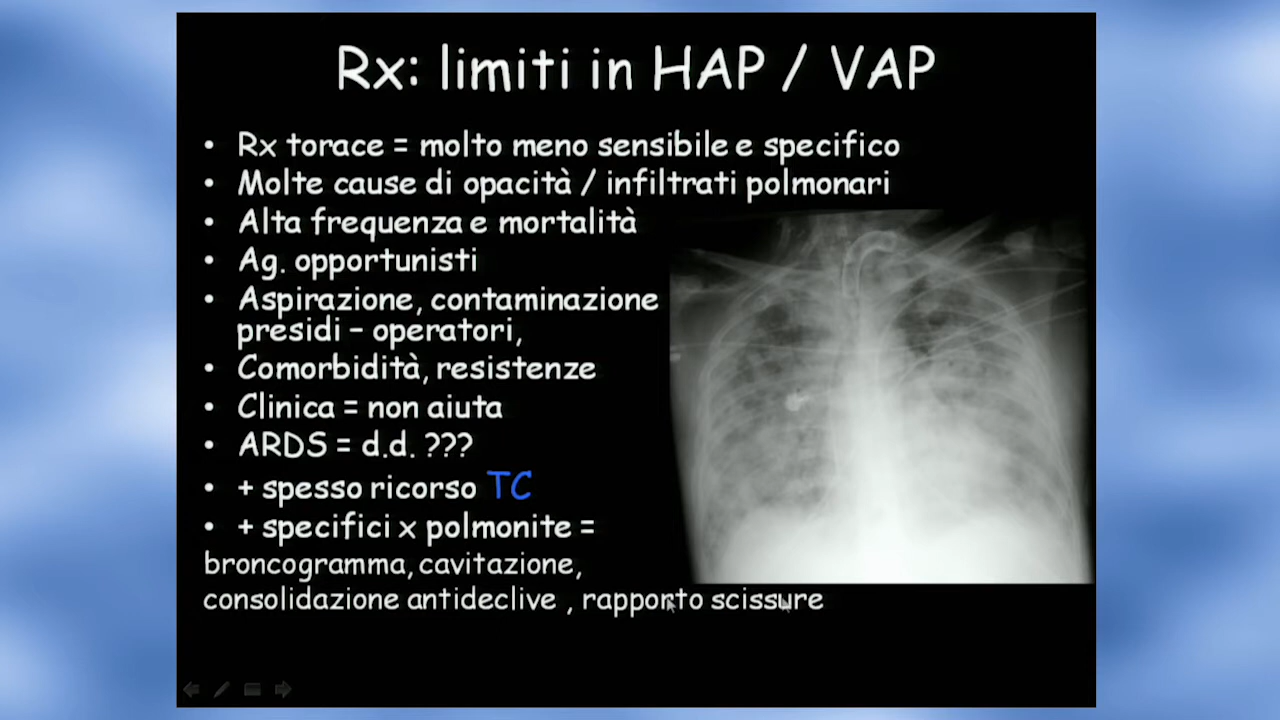 Rx: limiti in HAP / VAP
• Rx torace = molto meno sensibile e specifico
• Molte cause di opacità / infiltrati polmonari
• Alta frequenza e mortalità
• Ag. opportunisti
• Aspirazione, contaminazione
presidi – operatori,
• Comorbidità, resistenze
• Clinica = non aiuta
• ARDS = d.d. ???
• + spesso ricorso TC
• + specifici x polmonite =
broncogramma, cavitazione,
consolidazione antideclive , rapporto scissure